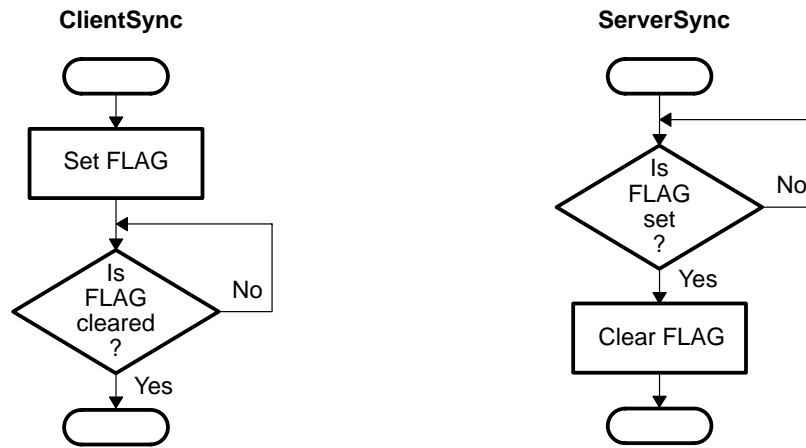 ClientSync
Set FLAG
Is
FLAG
cleared
?
No
Yes
ServerSync
Is
FLAG
set
?
No
Yes
Clear FLAG